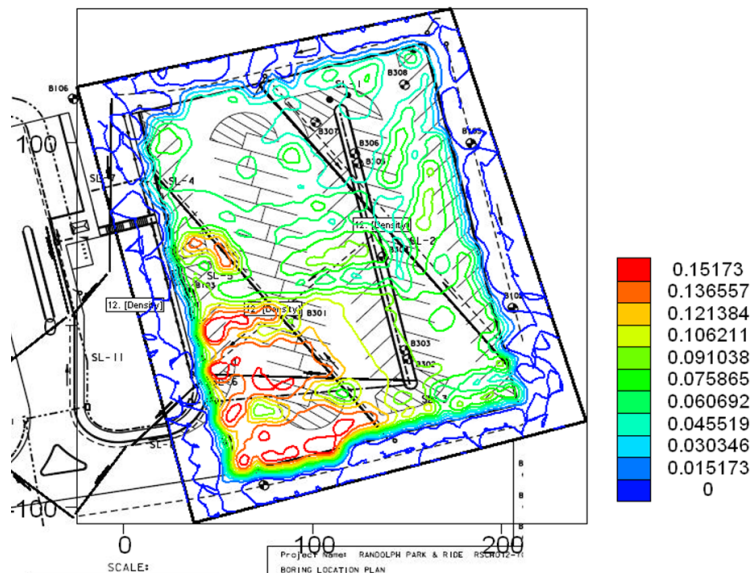 B106
B308
SL-1
B307
100
B306
B305
B105
SL-4
12. [Density]
SL-2
B304
SL-5
B103
12. [Density]
12. [Density]
B301
B102
0.15173
0.136557
0.121384
0.106211
0.091038
0.075865
0.060692
0.045519
0.030346
0.015173
0
SL-11
B303
B302
SL-6
SL-3
-100
0
100
200
SCALE:
Project Name: RANDOLPH PARK & RIDE
BORING LOCATION PLAN